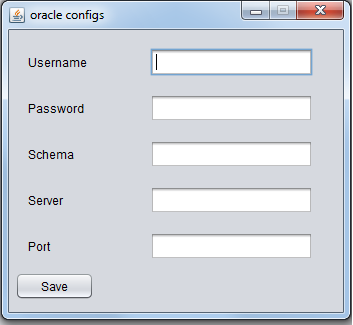 oracle configs
Username
Password
Schema
Server
Port
Save